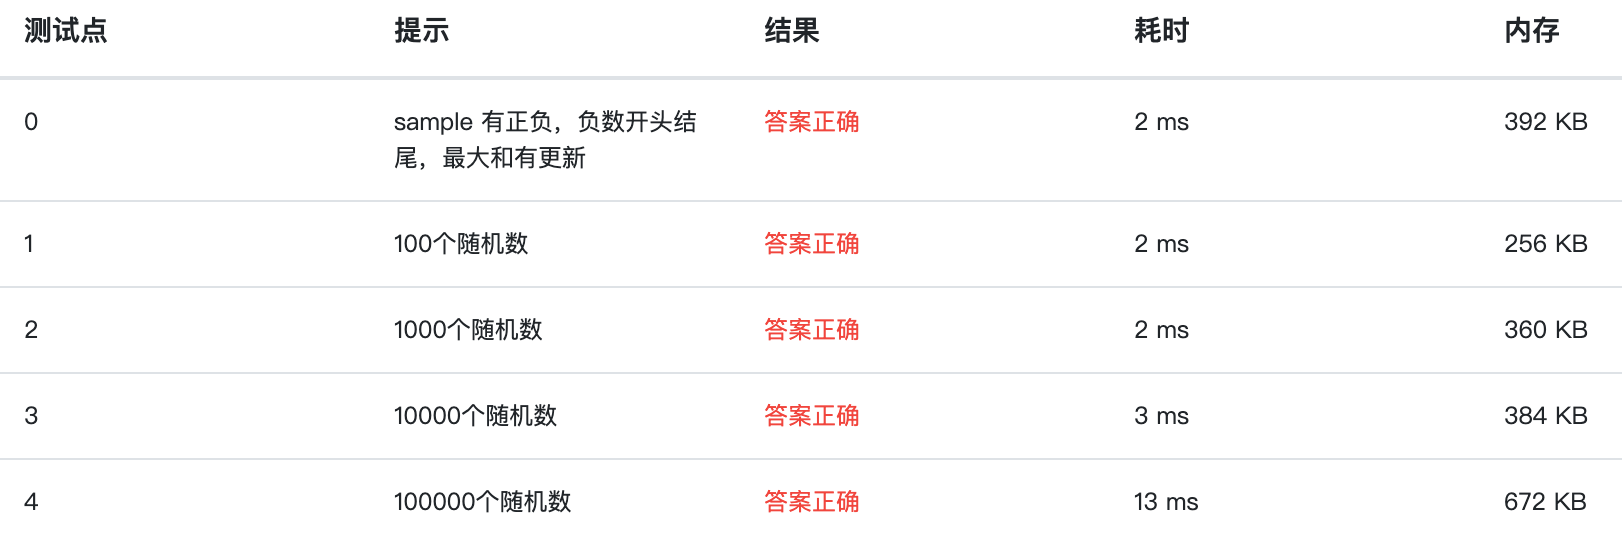 测试点 提示 结果 耗时 内存
0 sample 有正负，负数开头结 答案正确 2 ms 392 KB
尾，最大和有更新
1 100个随机数 答案正确 2 ms 256 KB
2 1000个随机数 答案正确 2 ms 360 KB
3 10000个随机数 答案正确 3 ms 384 KB
4 100000个随机数 答案正确 13 ms 672 KB